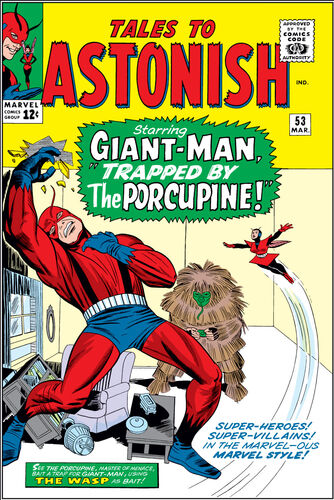 TALES TO
ASTONISH
APPROVED
BY THE
COMICS
CODE
AUTHORITY
IND.
MARVEL
COMICS
GROUP
12¢
53
MAR.
Starring
GIANT-MAN,
"TRAPPED BY
The PORCUPINE!"
SUPER-HEROES!
SUPER-VILLAINS!
IN THE MARVEL-OUS
MARVEL STYLE!
SEE THE PORCUPINE, MASTER OF MENACE,
BAIT A TRAP FOR GIANT-MAN, USING
THE WASP AS BAIT!